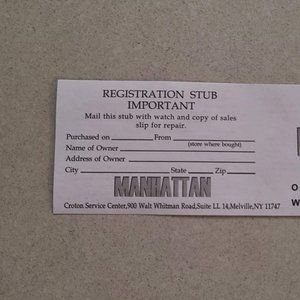 REGISTRATION STUB
IMPORTANT
Mail this stub with watch and copy of sales
slip for repair.
Purchased on From
(store where bought)
Name of Owner
Address of Owner
City State Zip
MANHATTAN
Croton Service Center,900 Walt Whitman Road,Suite LL 14,Melville,NY 11747
O
W